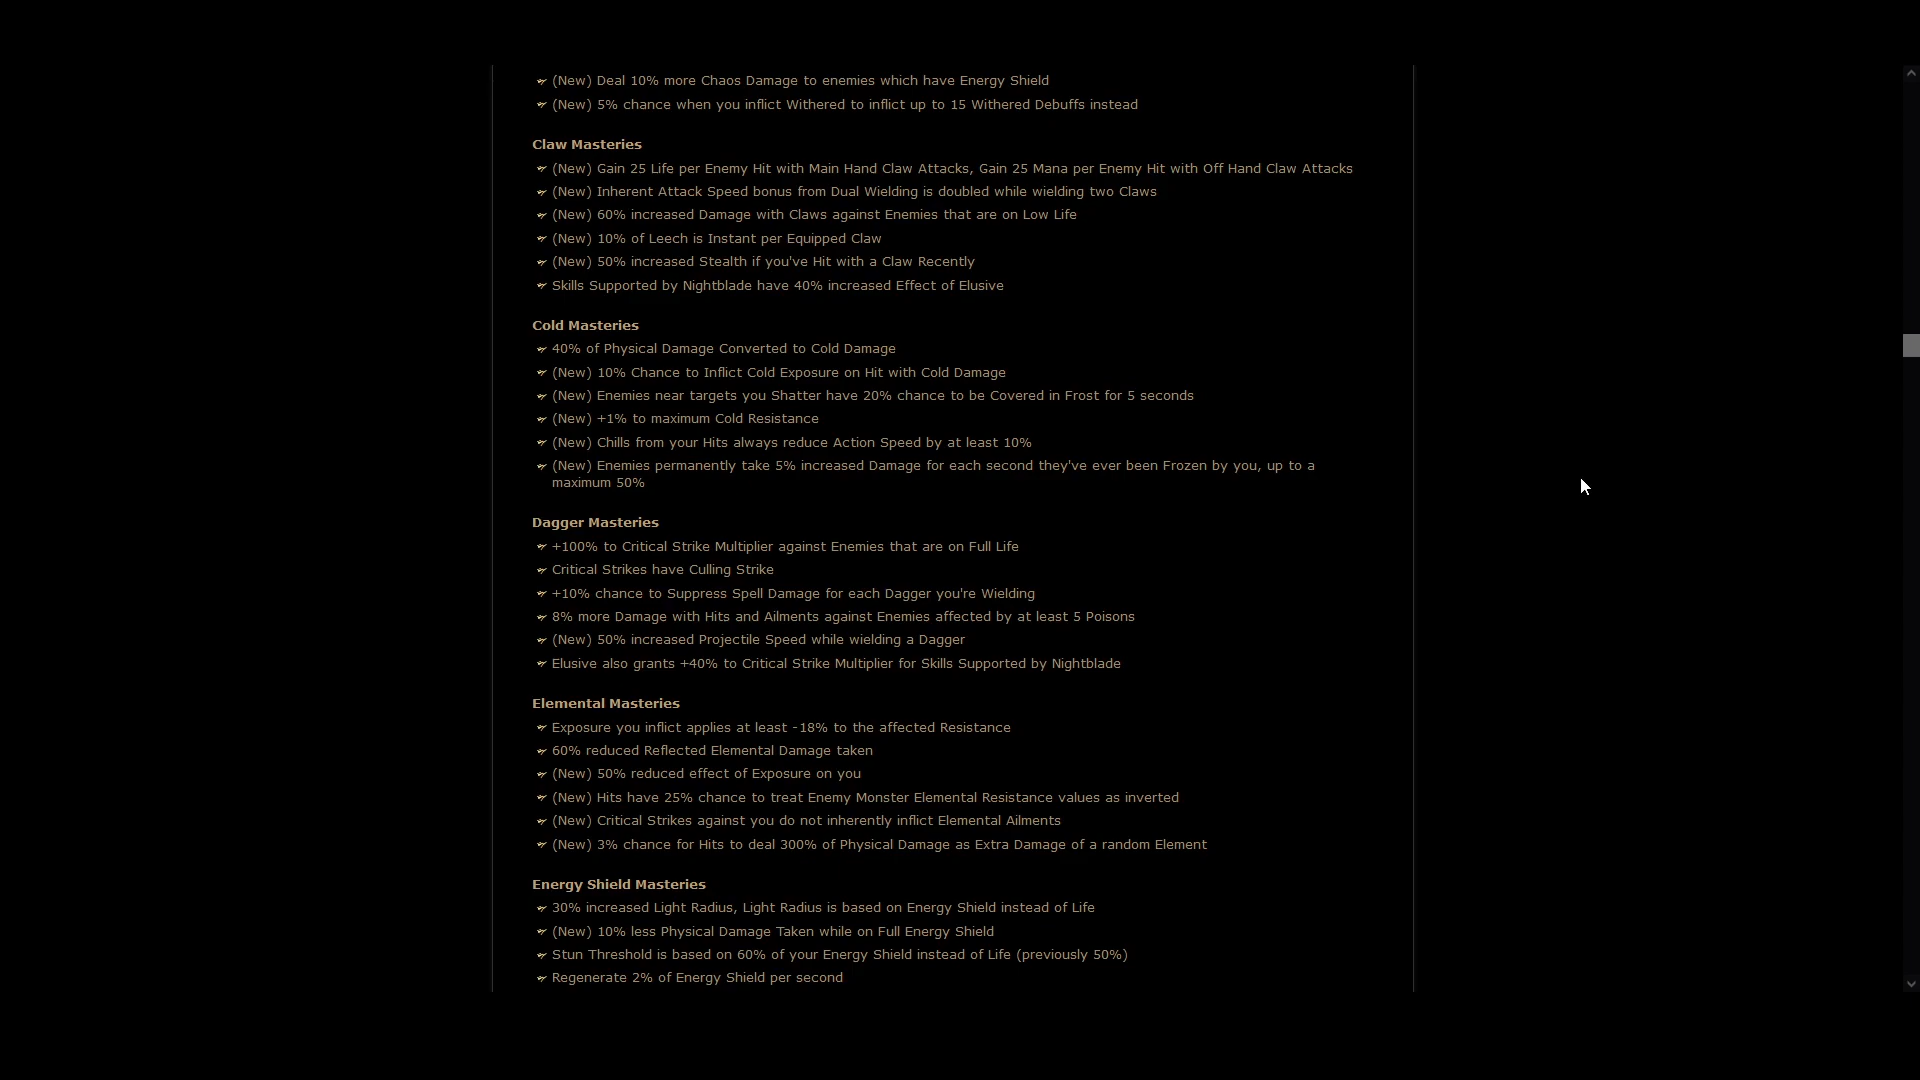 (New) Deal 10% more Chaos Damage to enemies which have Energy Shield
(New) 5% chance when you inflict Withered to inflict up to 15 Withered Debuffs instead
Claw Masteries
(New) Gain 25 Life per Enemy Hit with Main Hand Claw Attacks, Gain 25 Mana per Enemy Hit with Off Hand Claw Attacks
(New) Inherent Attack Speed bonus from Dual Wielding is doubled while wielding two Claws
(New) 60% increased Damage with Claws against Enemies that are on Low Life
(New) 10% of Leech is Instant per Equipped Claw
(New) 50% increased Stealth if you've Hit with a Claw Recently
Skills Supported by Nightblade have 40% increased Effect of Elusive
Cold Masteries
40% of Physical Damage Converted to Cold Damage
(New) 10% Chance to Inflict Cold Exposure on Hit with Cold Damage
(New) Enemies near targets you Shatter have 20% chance to be Covered in Frost for 5 seconds
(New) +1% to maximum Cold Resistance
(New) Chills from your Hits always reduce Action Speed by at least 10%
(New) Enemies permanently take 5% increased Damage for each second they've ever been Frozen by you, up to a
maximum 50%
Dagger Masteries
+100% to Critical Strike Multiplier against Enemies that are on Full Life
Critical Strikes have Culling Strike
+10% chance to Suppress Spell Damage for each Dagger you're Wielding
8% more Damage with Hits and Ailments against Enemies affected by at least 5 Poisons
(New) 50% increased Projectile Speed while wielding a Dagger
Elusive also grants +40% to Critical Strike Multiplier for Skills Supported by Nightblade
Elemental Masteries
Exposure you inflict applies at least -18% to the affected Resistance
60% reduced Reflected Elemental Damage taken
(New) 50% reduced effect of Exposure on you
(New) Hits have 25% chance to treat Enemy Monster Elemental Resistance values as inverted
(New) Critical Strikes against you do not inherently inflict Elemental Ailments
(New) 3% chance for Hits to deal 300% of Physical Damage as Extra Damage of a random Element
Energy Shield Masteries
30% increased Light Radius, Light Radius is based on Energy Shield instead of Life
(New) 10% less Physical Damage Taken while on Full Energy Shield
Stun Threshold is based on 60% of your Energy Shield instead of Life (previously 50%)
Regenerate 2% of Energy Shield per second